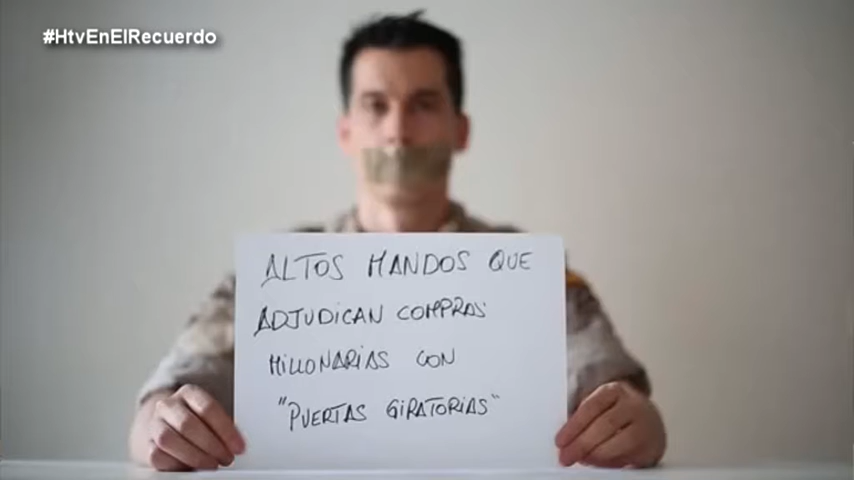 #HtvEnElRecuerdo
ALTOS MANDOS QUE
ADJUDICAN COMPRAS
MILLONARIAS CON
"PUERTAS GIRATORIAS"